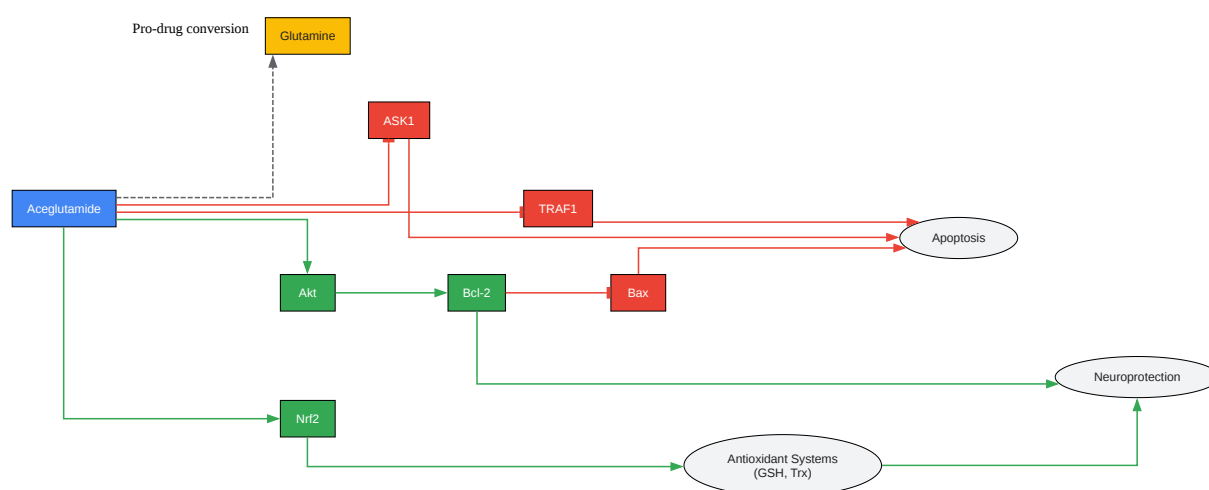 Pro-drug conversion
Glutamine
ASK1
Aceglutamide
TRAF1
Apoptosis
Akt
Bcl-2
Bax
Neuroprotection
Nrf2
Antioxidant Systems
(GSH, Trx)